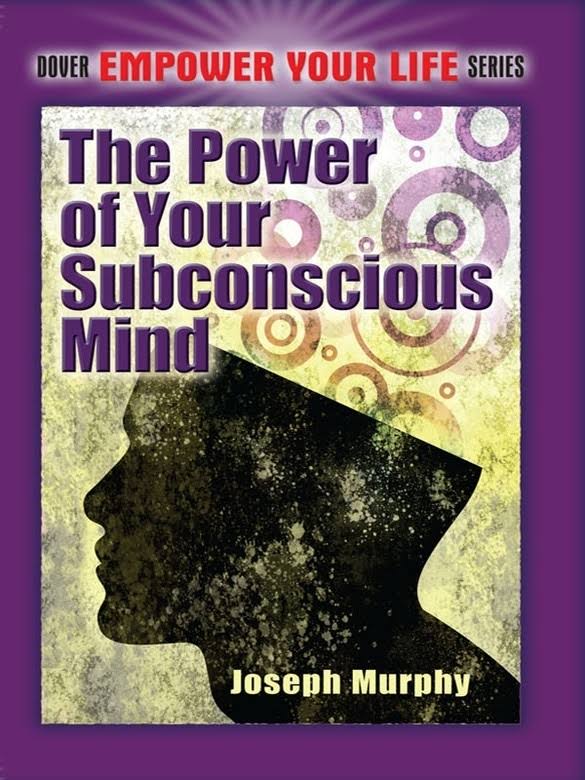 DOVER EMPOWER YOUR LIFE SERIES
The Power
of Your
Subconscious
Mind
Joseph Murphy